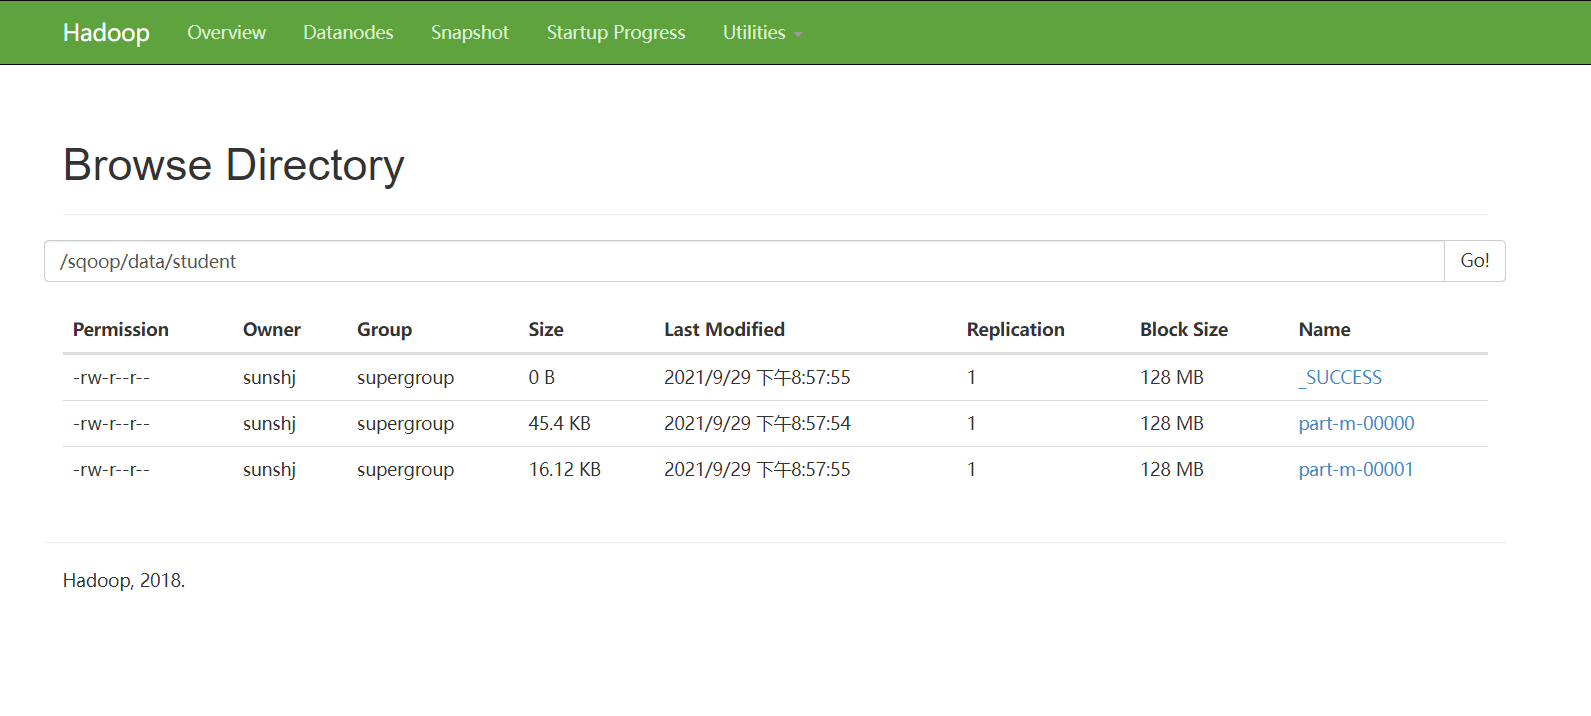 Hadoop Overview Datanodes Snapshot Startup Progress Utilities
Browse Directory
/sqoop/data/student Go!
Permission Owner Group Size Last Modified Replication Block Size Name
-rw-r--r-- sunshj supergroup 0 B 2021/9/29 下午8:57:55 1 128 MB _SUCCESS
-rw-r--r-- sunshj supergroup 45.4 KB 2021/9/29 下午8:57:54 1 128 MB part-m-00000
-rw-r--r-- sunshj supergroup 16.12 KB 2021/9/29 下午8:57:55 1 128 MB part-m-00001
Hadoop, 2018.